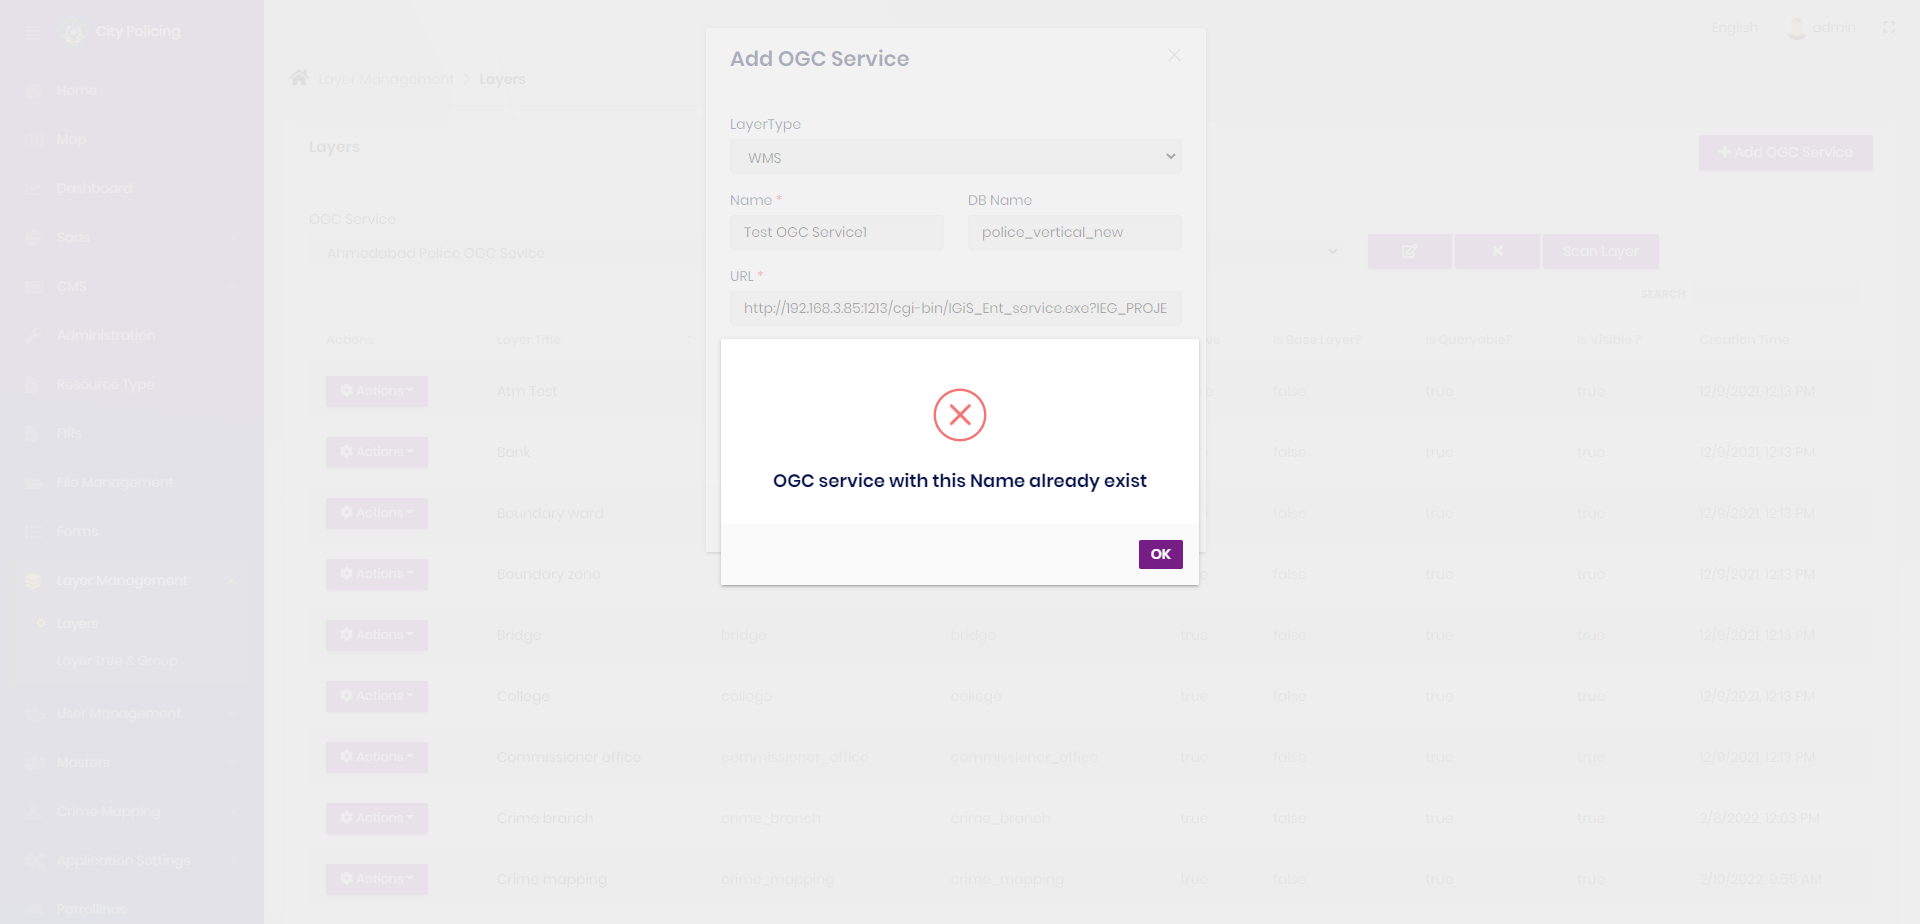 City Policing
English
admin
Layer Management > Layers
Home
Map
Dashboard
SoPs
CMS
Administration
Resource Type
FIRs
File Management
Forms
Layer Management
Layers
Layer Tree & Group
User Management
Masters
Crime Mapping
Application Settings
Patrollings
Layers
Add OGC Service
OGC Service
Ahmedabad Police OGC Sevice
Scan Layer
SEARCH
Add OGC Service
LayerType
WMS
Name *
DB Name
Test OGC Service1
police_vertical_new
URL *
http://192.168.3.85:1213/cgi-bin/IGiS_Ent_service.exe?IEG_PROJE
OGC service with this Name already exist
OK
Actions Layer Title Is Base Layer? Is Queryable? Is Visible ? Creation Time
Actions Atm Test false true true 12/9/2021, 12:13 PM
Actions Bank false true true 12/9/2021, 12:13 PM
Actions Boundary ward false true true 12/9/2021, 12:13 PM
Actions Boundary zone false true true 12/9/2021, 12:13 PM
Actions Bridge bridge bridge true false true true 12/9/2021, 12:13 PM
Actions College college college true false true true 12/9/2021, 12:13 PM
Actions Commissioner office commissioner_office commissioner_office true false true true 12/9/2021, 12:13 PM
Actions Crime branch crime_branch crime_branch true false true true 2/8/2022, 12:03 PM
Actions Crime mapping crime_mapping crime_mapping true false true true 2/10/2022, 9:55 AM